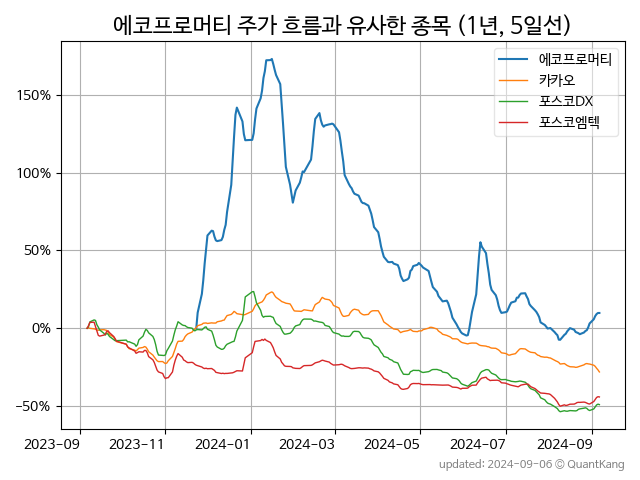 에코프로머티 주가 흐름과 유사한 종목 (1년, 5일선)
에코프로머티
카카오
포스코DX
포스코엠텍
150%
100%
50%
0%
−50%
2023-09 2023-11 2024-01 2024-03 2024-05 2024-07 2024-09
updated: 2024-09-06 © QuantKang